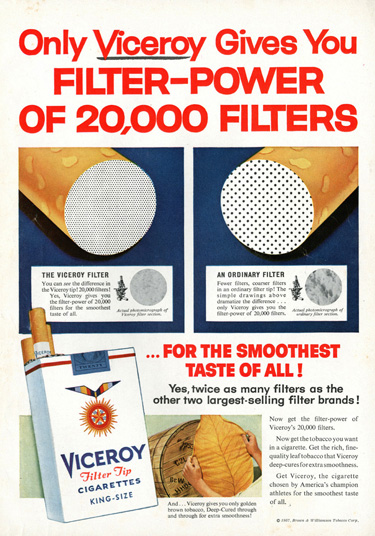 Only Viceroy Gives You
FILTER-POWER
OF 20,000 FILTERS
THE VICEROY FILTER
You can see the difference in
the Viceroy tip! 20,000 filters!
Yes, Viceroy gives you
the filter-power of 20,000
filters for the smoothest
taste of all.
Actual photomicrograph of
Viceroy filter section.
AN ORDINARY FILTER
Fewer filters, coarser filters
in an ordinary filter tip! The
simple drawings above
dramatize the difference . . .
only Viceroy gives you the
filter-power of 20,000 filters.
Actual photomicrograph of
ordinary filter section.
...FOR THE SMOOTHEST
TASTE OF ALL!
Yes, twice as many filters as the
other two largest-selling filter brands!
VICEROY
VICEROY
Filter Tip
CIGARETTES
KING-SIZE
And . . . Viceroy gives you only golden
brown tobacco, Deep-Cured through
and through for extra smoothness!
Now get the filter-power of
Viceroy's 20,000 filters.
Now get the tobacco you want
in a cigarette. Get the rich, fine-
quality leaf tobacco that Viceroy
deep-cures for extra smoothness.
Get Viceroy, the cigarette
chosen by America's champion
athletes for the smoothest taste
of all.
© 1957, Brown & Williamson Tobacco Corp.